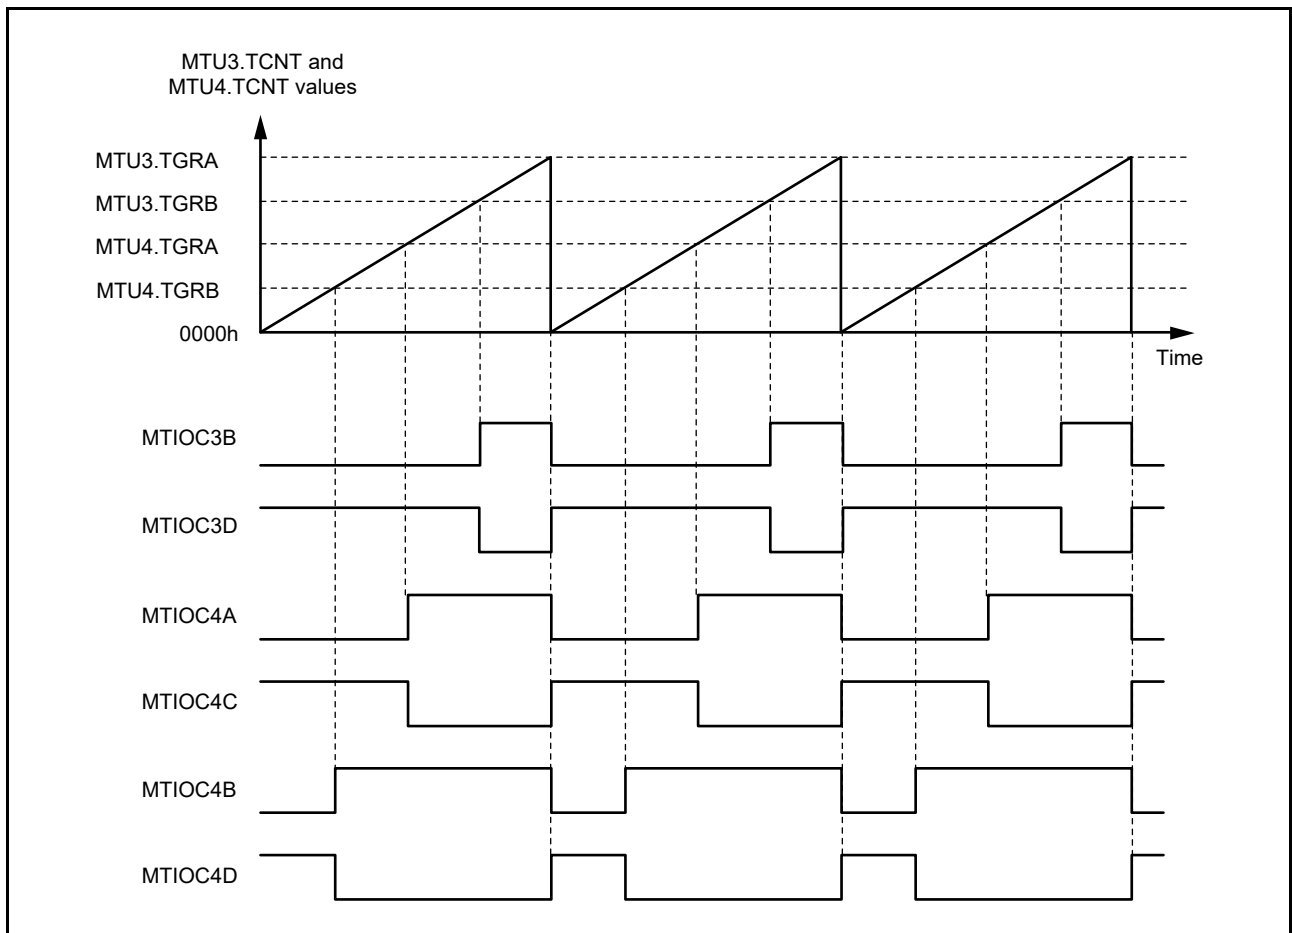 MTU3.TCNT and
MTU4.TCNT values
MTU3.TGRA
MTU3.TGRB
MTU4.TGRA
MTU4.TGRB
0000h
Time
MTIOC3B
MTIOC3D
MTIOC4A
MTIOC4C
MTIOC4B
MTIOC4D